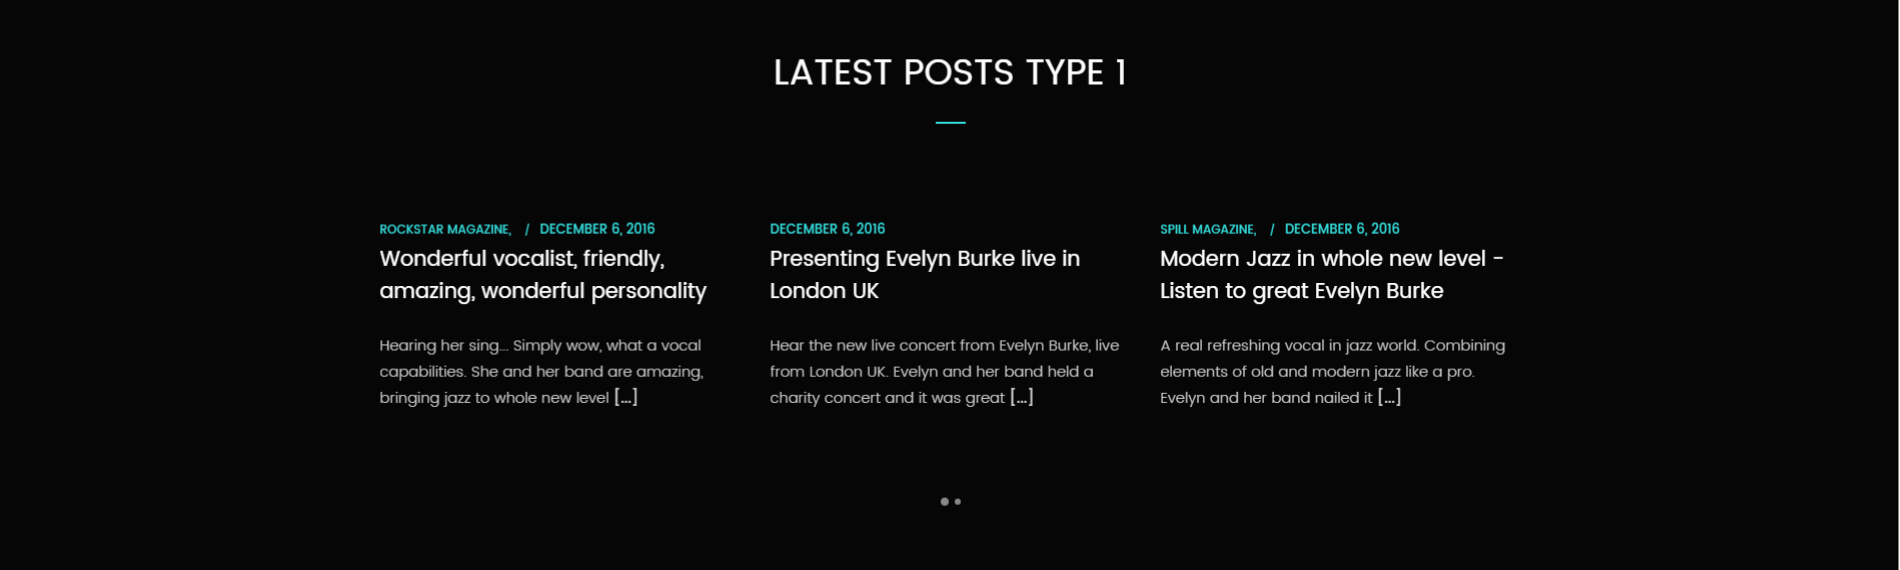 LATEST POSTS TYPE 1
ROCKSTAR MAGAZINE, / DECEMBER 6, 2016
Wonderful vocalist, friendly,
amazing, wonderful personality
Hearing her sing... Simply wow, what a vocal
capabilities. She and her band are amazing,
bringing jazz to whole new level [...]
DECEMBER 6, 2016
Presenting Evelyn Burke live in
London UK
Hear the new live concert from Evelyn Burke, live
from London UK. Evelyn and her band held a
charity concert and it was great [...]
SPILL MAGAZINE, / DECEMBER 6, 2016
Modern Jazz in whole new level -
Listen to great Evelyn Burke
A real refreshing vocal in jazz world. Combining
elements of old and modern jazz like a pro.
Evelyn and her band nailed it [...]